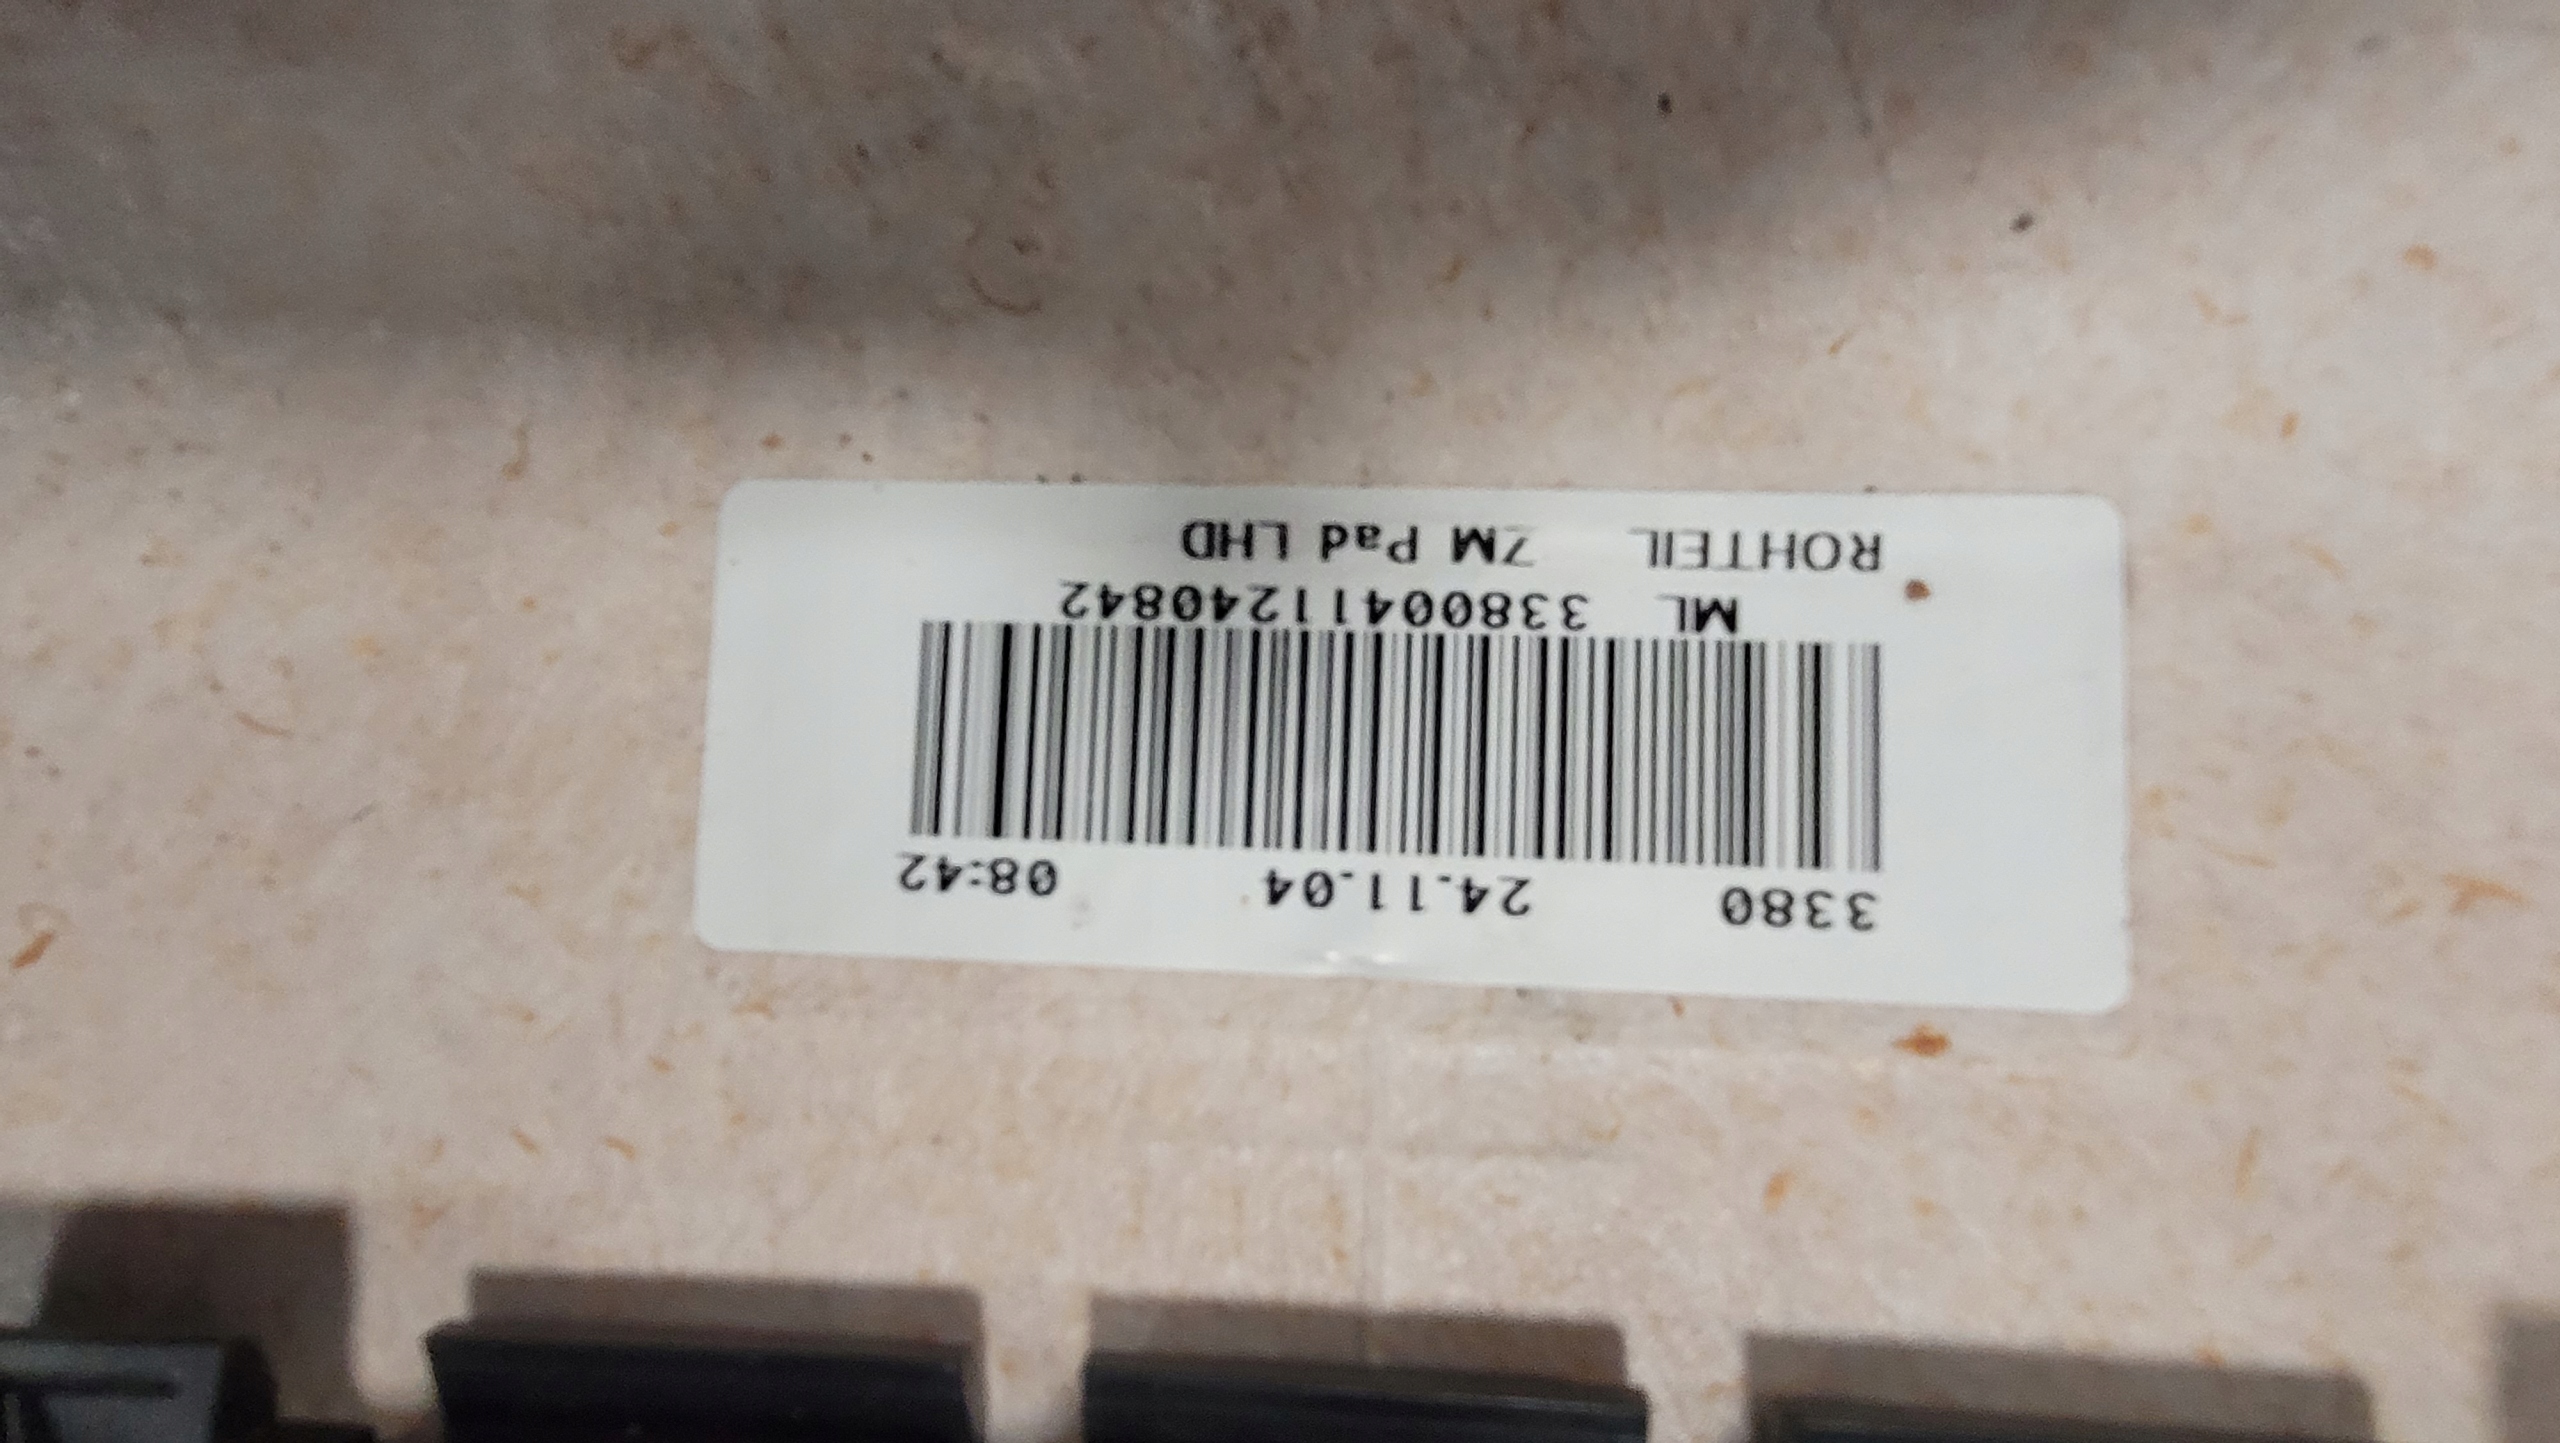 3380 24.11.04 08:42
ML 33800411240842
ROHTEIL ZM Pad LHD